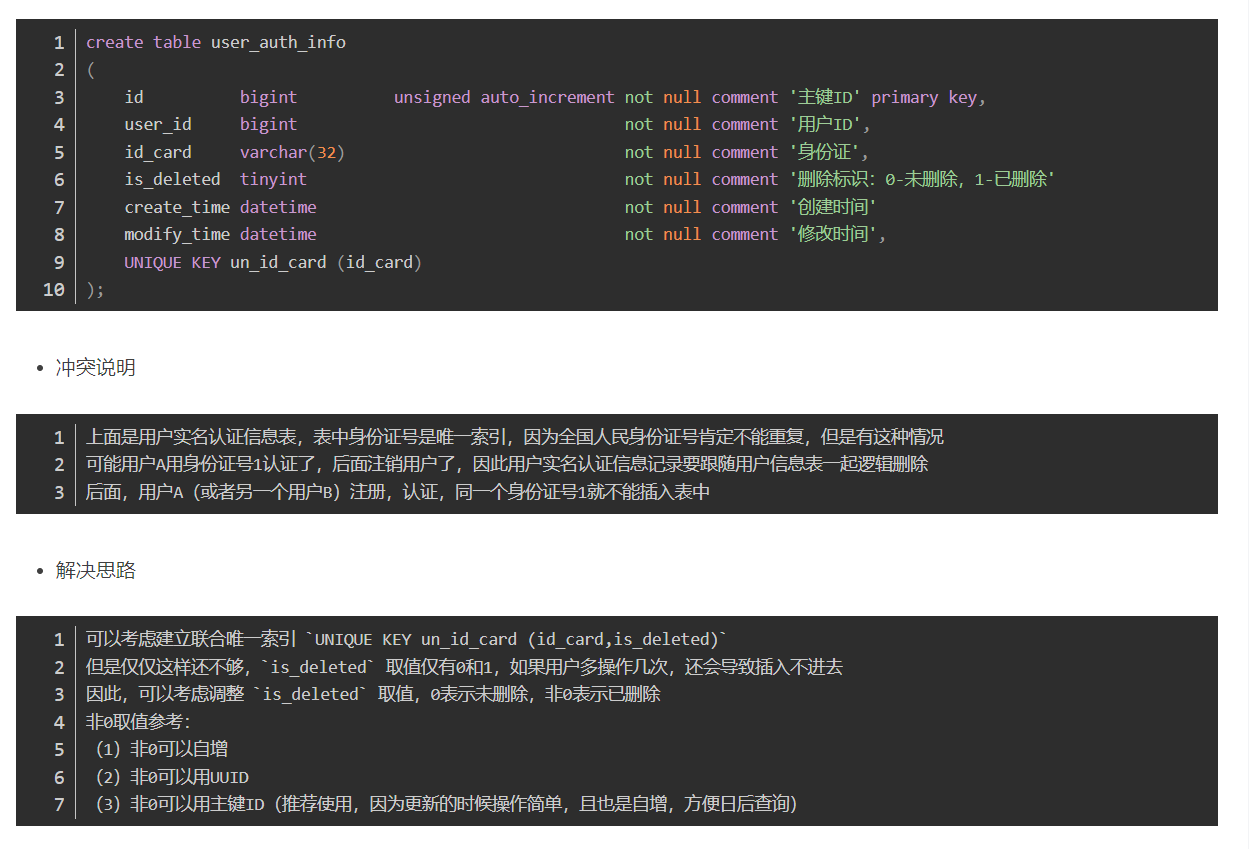 1 create table user_auth_info
2 (
3 id bigint unsigned auto_increment not null comment '主键ID' primary key,
4 user_id bigint not null comment '用户ID',
5 id_card varchar(32) not null comment '身份证',
6 is_deleted tinyint not null comment '删除标识：0-未删除，1-已删除'
7 create_time datetime not null comment '创建时间'
8 modify_time datetime not null comment '修改时间',
9 UNIQUE KEY un_id_card (id_card)
10 );
• 冲突说明
1 上面是用户实名认证信息表，表中身份证号是唯一索引，因为全国人民身份证号肯定不能重复，但是有这种情况
2 可能用户A用身份证号1认证了，后面注销用户了，因此用户实名认证信息记录要跟随用户信息表一起逻辑删除
3 后面，用户A（或者另一个用户B）注册，认证，同一个身份证号1就不能插入表中
• 解决思路
1 可以考虑建立联合唯一索引 `UNIQUE KEY un_id_card (id_card,is_deleted)`
2 但是仅仅这样还不够，`is_deleted` 取值仅有0和1，如果用户多操作几次，还会导致插入不进去
3 因此，可以考虑调整 `is_deleted` 取值，0表示未删除，非0表示已删除
4 非0取值参考：
5 （1）非0可以自增
6 （2）非0可以用UUID
7 （3）非0可以用主键ID（推荐使用，因为更新的时候操作简单，且也是自增，方便日后查询）